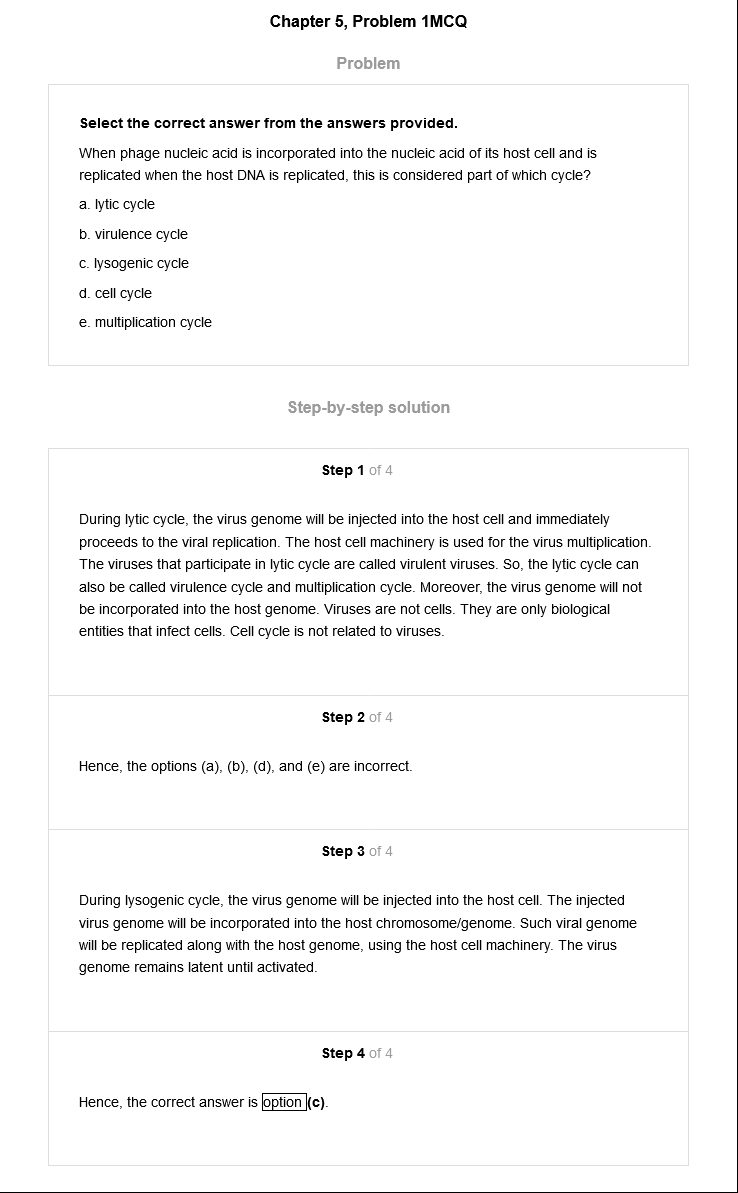 Chapter 5, Problem 1MCQ
Problem
Select the correct answer from the answers provided.
When phage nucleic acid is incorporated into the nucleic acid of its host cell and is
replicated when the host DNA is replicated, this is considered part of which cycle?
a. lytic cycle
b. virulence cycle
c. lysogenic cycle
d. cell cycle
e. multiplication cycle
Step-by-step solution
Step 1 of 4
During lytic cycle, the virus genome will be injected into the host cell and immediately
proceeds to the viral replication. The host cell machinery is used for the virus multiplication.
The viruses that participate in lytic cycle are called virulent viruses. So, the lytic cycle can
also be called virulence cycle and multiplication cycle. Moreover, the virus genome will not
be incorporated into the host genome. Viruses are not cells. They are only biological
entities that infect cells. Cell cycle is not related to viruses.
Step 2 of 4
Hence, the options (a), (b), (d), and (e) are incorrect.
Step 3 of 4
During lysogenic cycle, the virus genome will be injected into the host cell. The injected
virus genome will be incorporated into the host chromosome/genome. Such viral genome
will be replicated along with the host genome, using the host cell machinery. The virus
genome remains latent until activated.
Step 4 of 4
Hence, the correct answer is option (c).